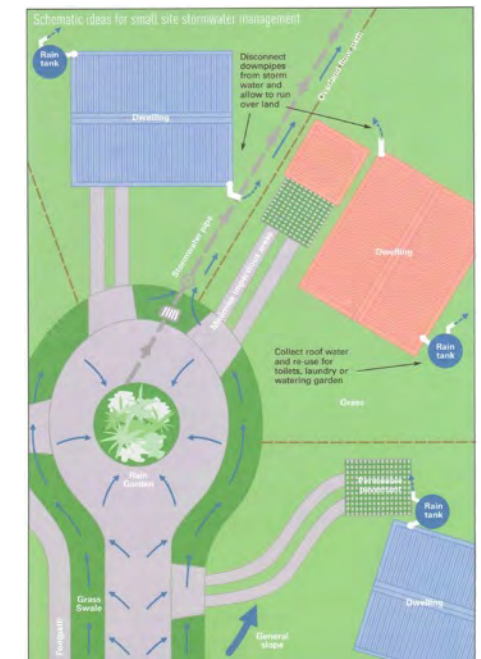 Schematic ideas for small site stormwater management
Rain
tank
Disconnect
downpipes
from storm
water and
allow to run
over land
Overland flow path
Dwelling
Stormwater pipe
Minimise impervious areas
Dwelling
Collect roof water
and re-use for
toilets, laundry or
watering garden
Rain
tank
Grass
Rain
Garden
Permeable
pavement
Rain
tank
Grass
Swale
Footpath
General
slope
Dwelling